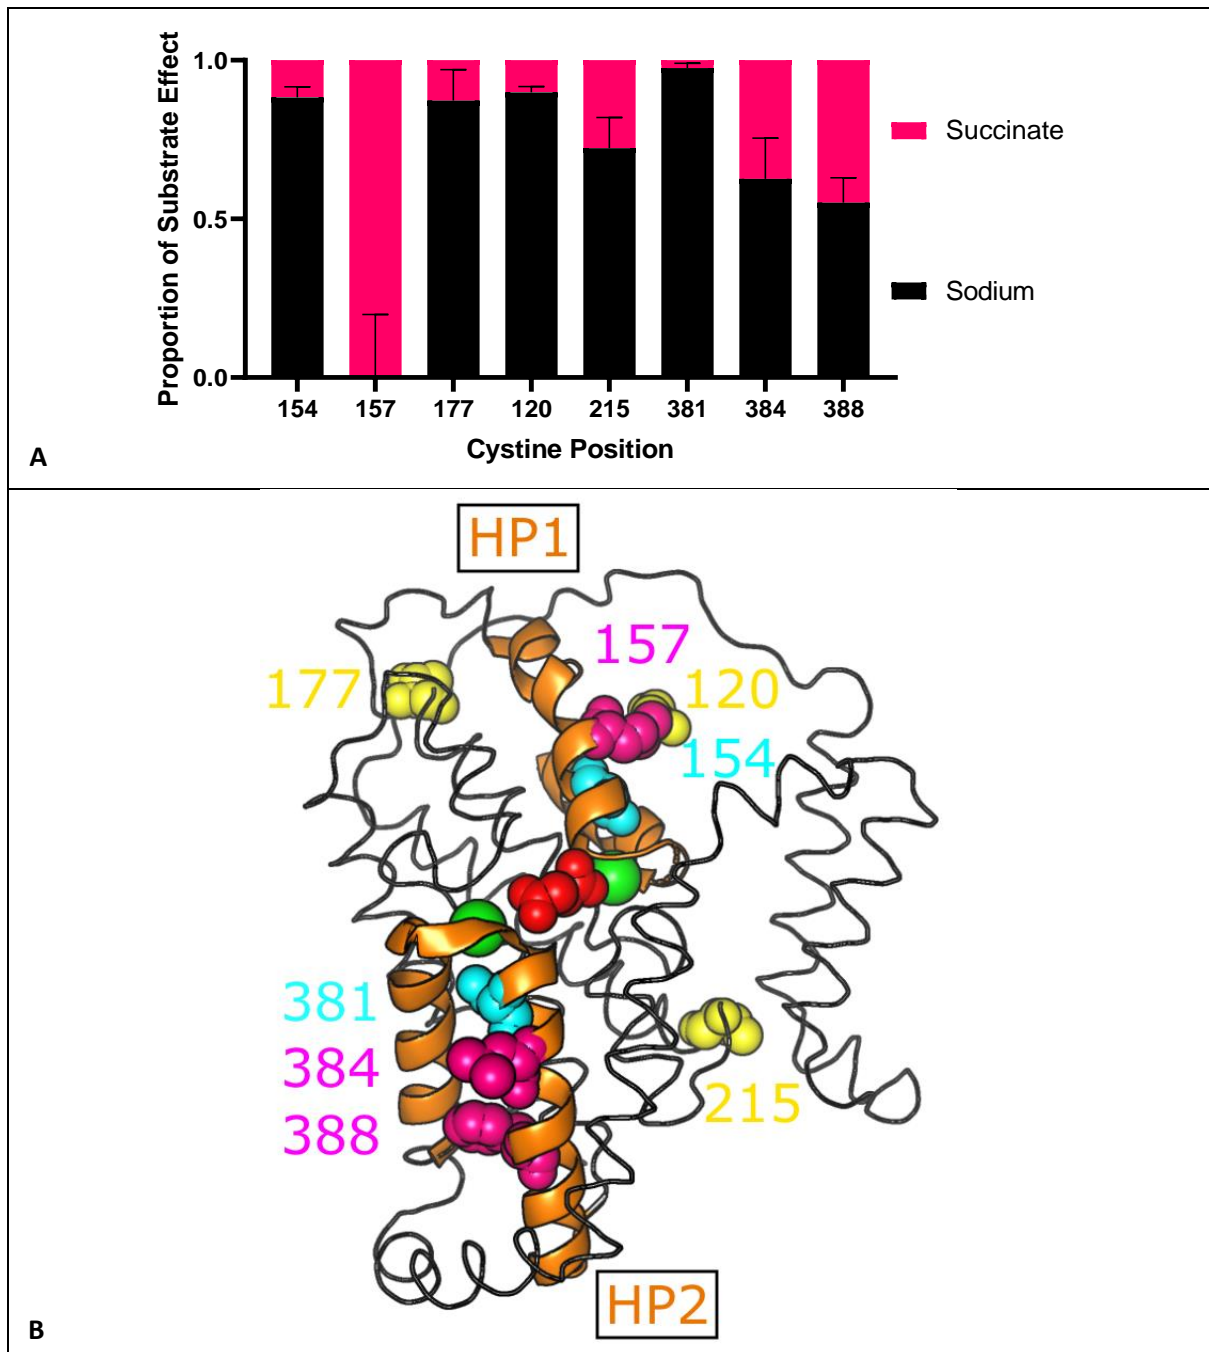 Proportion of Substrate Effect
1.0
0.5
0.0
154 157 177 120 215 381 384 388
Cystine Position
Succinate
Sodium
A
HP1
157
177
120
154
381
384
388
215
HP2
B